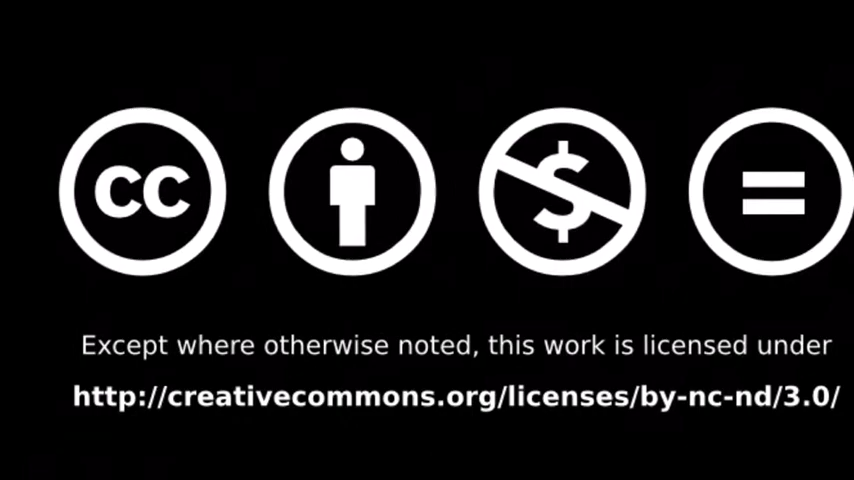 cc
$
=
Except where otherwise noted, this work is licensed under
http://creativecommons.org/licenses/by-nc-nd/3.0/